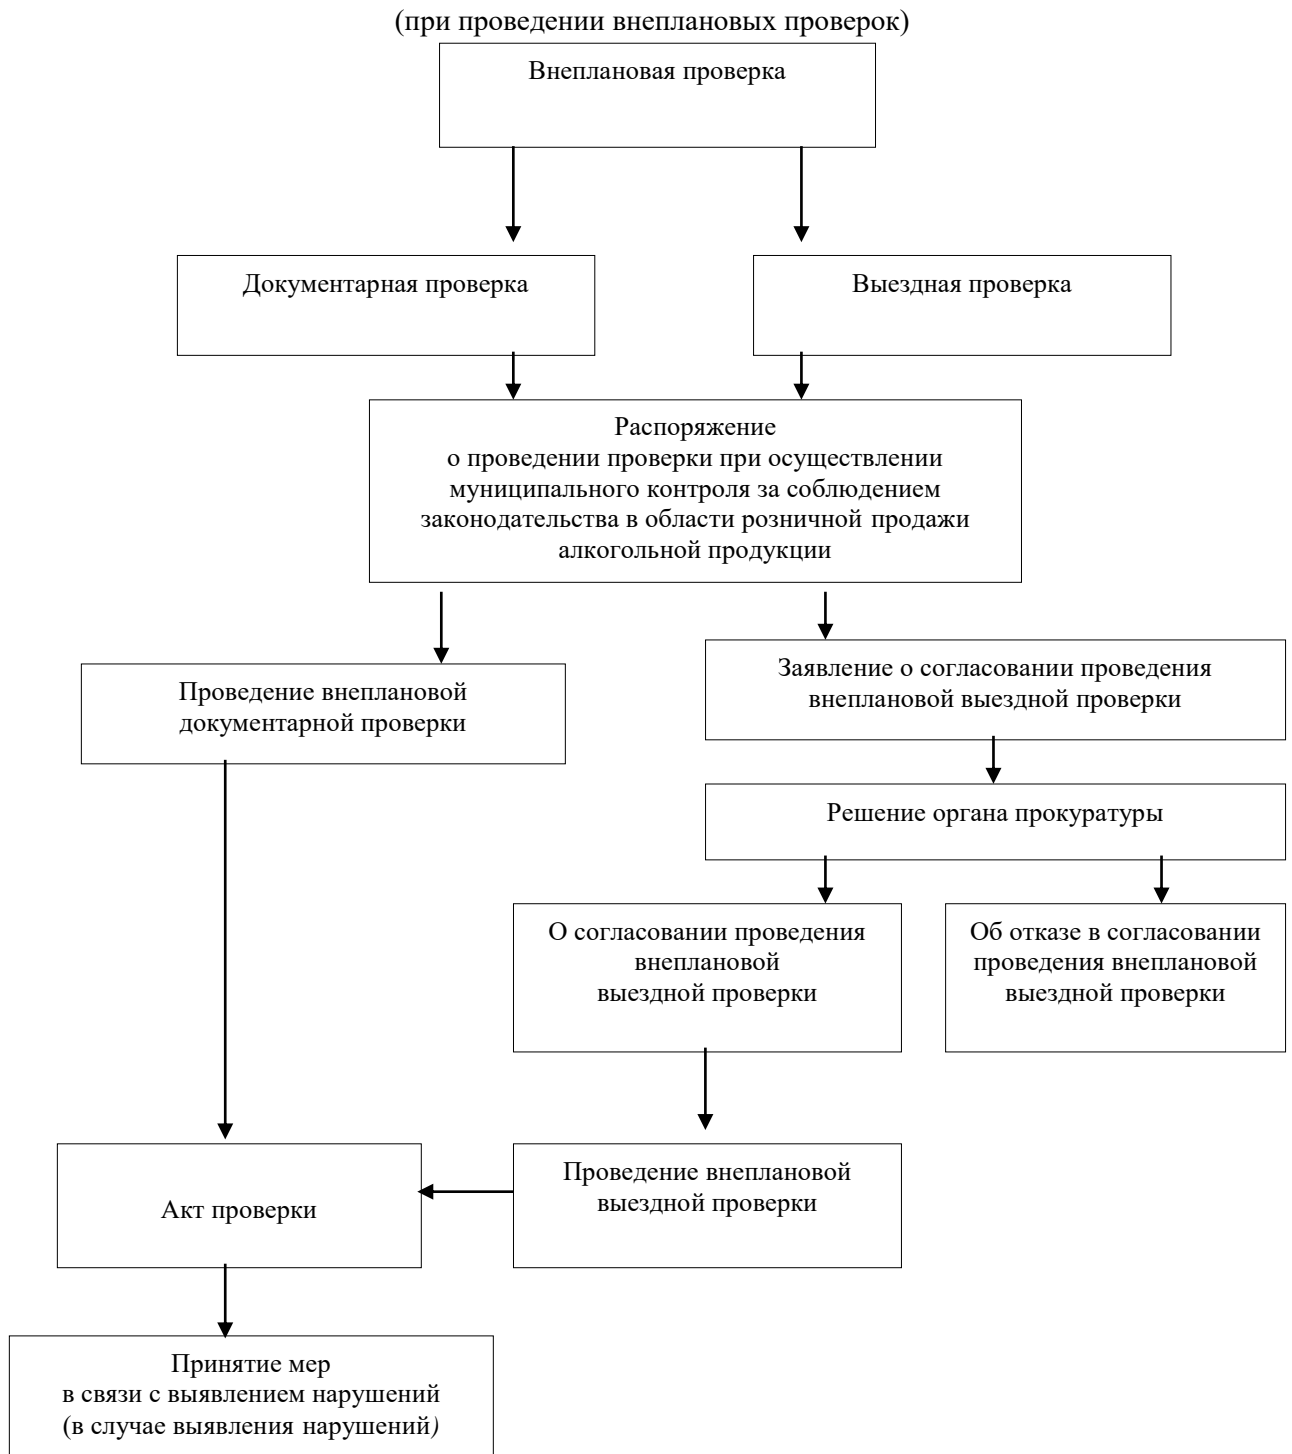 (при проведении внеплановых проверок)
Внеплановая проверка
Документарная проверка
Выездная проверка
Распоряжение
о проведении проверки при осуществлении
муниципального контроля за соблюдением
законодательства в области розничной продажи
алкогольной продукции
Проведение внеплановой
документарной проверки
Заявление о согласовании проведения
внеплановой выездной проверки
Решение органа прокуратуры
О согласовании проведения
внеплановой
выездной проверки
Об отказе в согласовании
проведения внеплановой
выездной проверки
Акт проверки
Проведение внеплановой
выездной проверки
Принятие мер
в связи с выявлением нарушений
(в случае выявления нарушений)